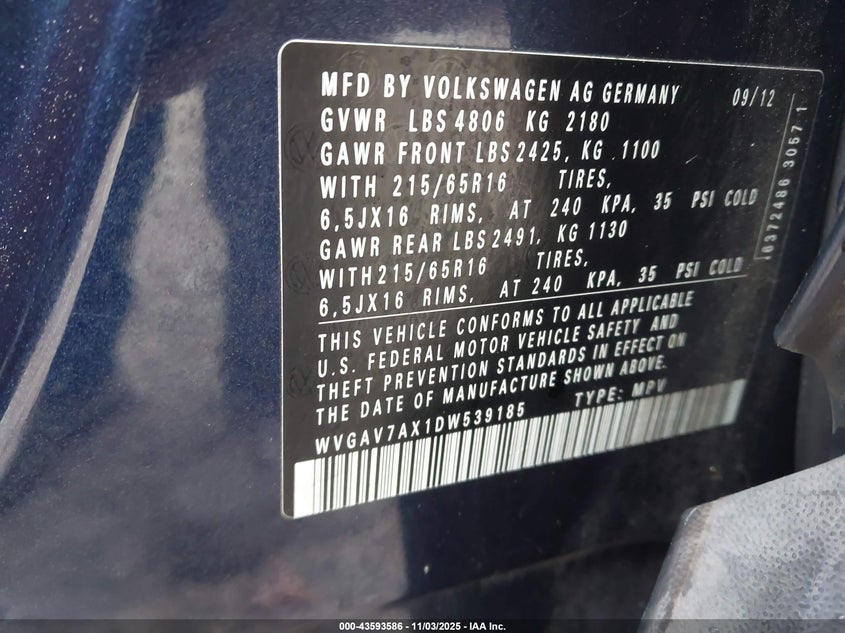 MFD BY VOLKSWAGEN AG GERMANY 09/12
GVWR LBS 4806 KG 2180
GAWR FRONT LBS 2425, KG .1100
WITH 215/65R16 TIRES,
6,5JX16 RIMS, AT 240 KPA, 35 PSI COLD
GAWR REAR LBS 2491, KG 1130
WITH 215/65R16 TIRES,
6,5JX16 RIMS, AT 240 KPA, 35 PSI COLD
THIS VEHICLE CONFORMS TO ALL APPLICABLE
U.S. FEDERAL MOTOR VEHICLE SAFETY AND
THEFT PREVENTION STANDARDS IN EFFECT ON
THE DATE OF MANUFACTURE SHOWN ABOVE.
WVGAV7AX1DW539185 TYPE: MPV
000-43593586 - 11/03/2025 - IAA Inc.